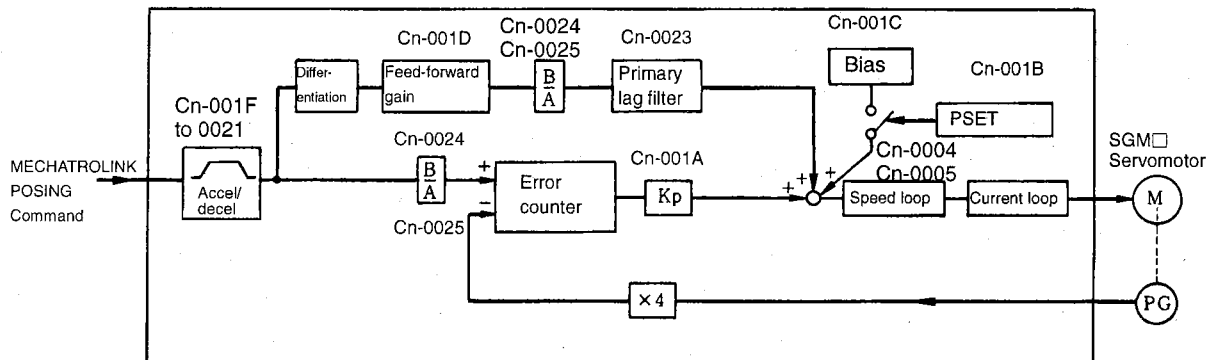 Cn-001D
Cn-0024
Cn-0025
Cn-0023
Cn-001C
Cn-001B
Differ-
entiation
Feed-forward
gain
B
A
Primary
lag filter
Bias
PSET
Cn-001F
to 0021
Accel/
decel
MECHATROLINK
POSING
Command
Cn-0024
B
A
+
−
Cn-0025
Error
counter
Cn-001A
Kp
+
+
+
Cn-0004
Cn-0005
Speed loop
Current loop
SGM□
Servomotor
M
×4
PG